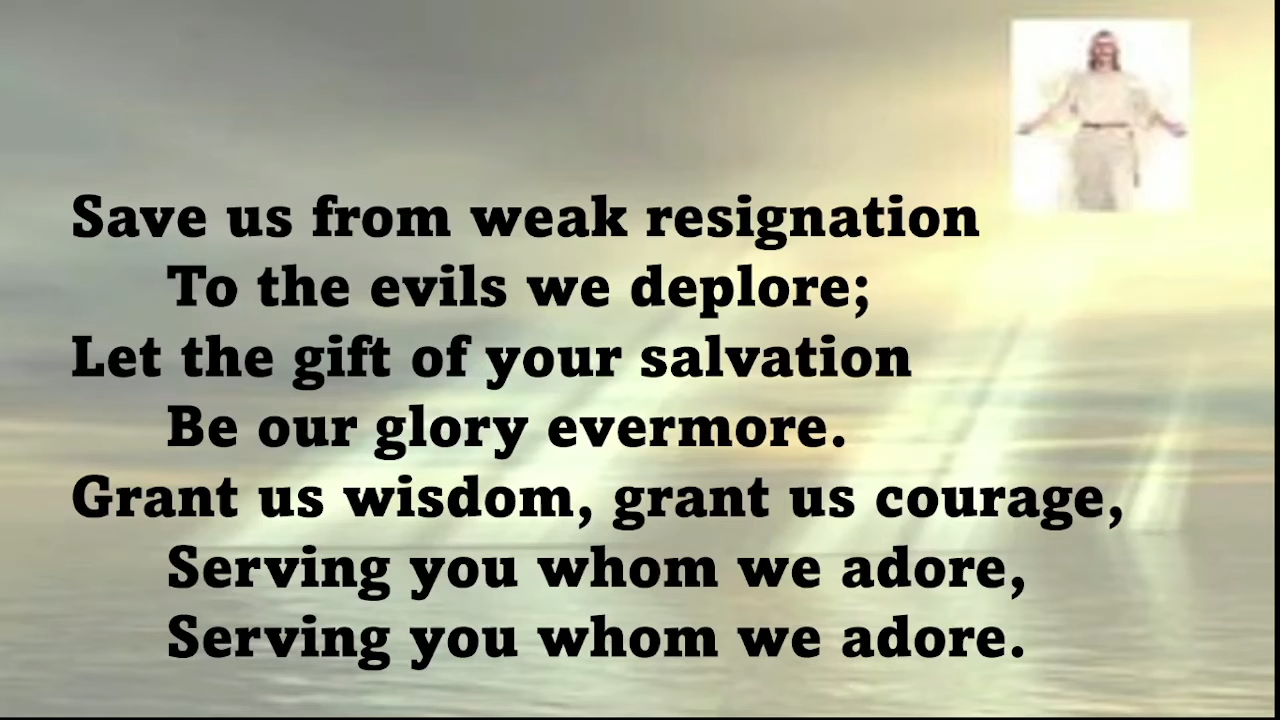 Save us from weak resignation
To the evils we deplore;
Let the gift of your salvation
Be our glory evermore.
Grant us wisdom, grant us courage,
Serving you whom we adore,
Serving you whom we adore.